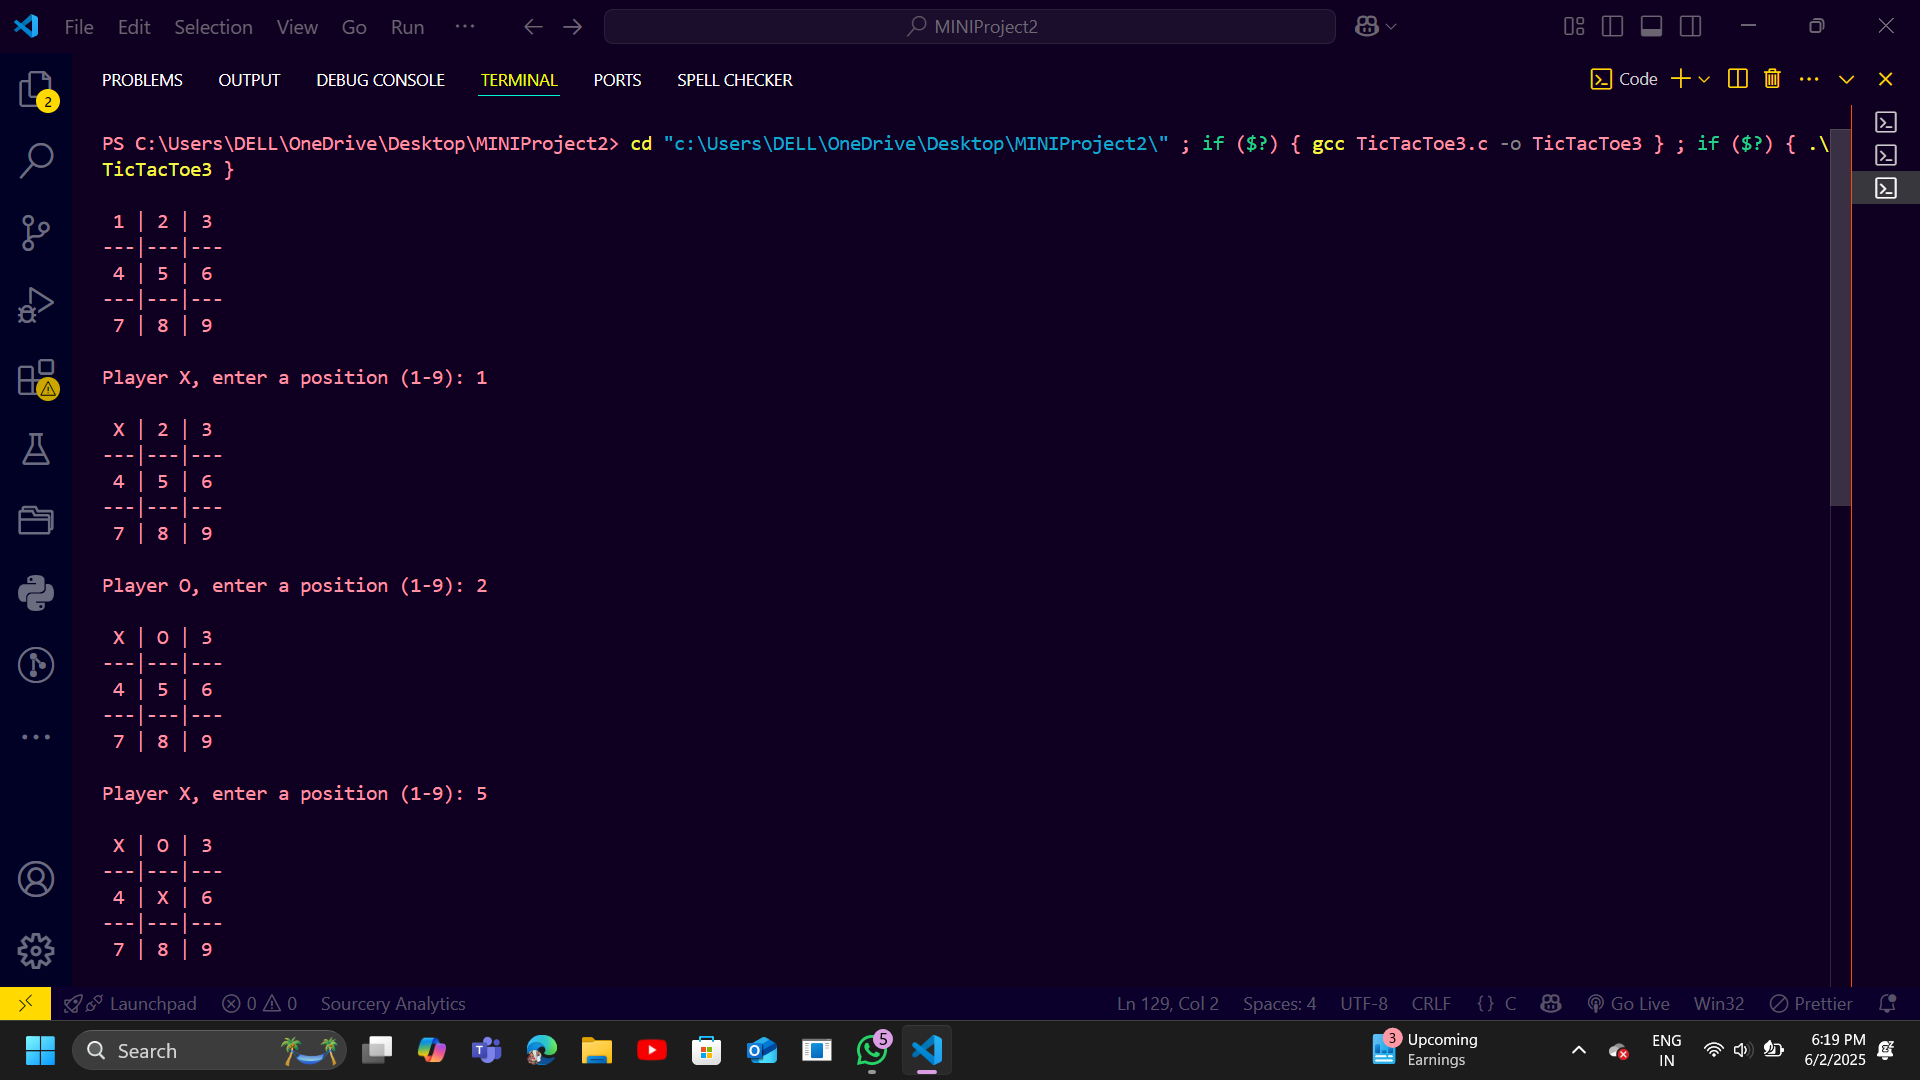 File Edit Selection View Go Run ··· MINIProject2
PROBLEMS OUTPUT DEBUG CONSOLE TERMINAL PORTS SPELL CHECKER Code
2
PS C:\Users\DELL\OneDrive\Desktop\MINIProject2> cd "c:\Users\DELL\OneDrive\Desktop\MINIProject2\" ; if ($?) { gcc TicTacToe3.c -o TicTacToe3 } ; if ($?) { .\
TicTacToe3 }
1 | 2 | 3
---|---|---
4 | 5 | 6
---|---|---
7 | 8 | 9
Player X, enter a position (1-9): 1
X | 2 | 3
---|---|---
4 | 5 | 6
---|---|---
7 | 8 | 9
Player O, enter a position (1-9): 2
X | O | 3
---|---|---
4 | 5 | 6
---|---|---
7 | 8 | 9
Player X, enter a position (1-9): 5
X | O | 3
---|---|---
4 | X | 6
---|---|---
7 | 8 | 9
Launchpad 0 0 Sourcery Analytics Ln 129, Col 2 Spaces: 4 UTF-8 CRLF {} C Go Live Win32 Prettier
Search 5 3 Upcoming ENG 6:19 PM
Earnings IN 6/2/2025